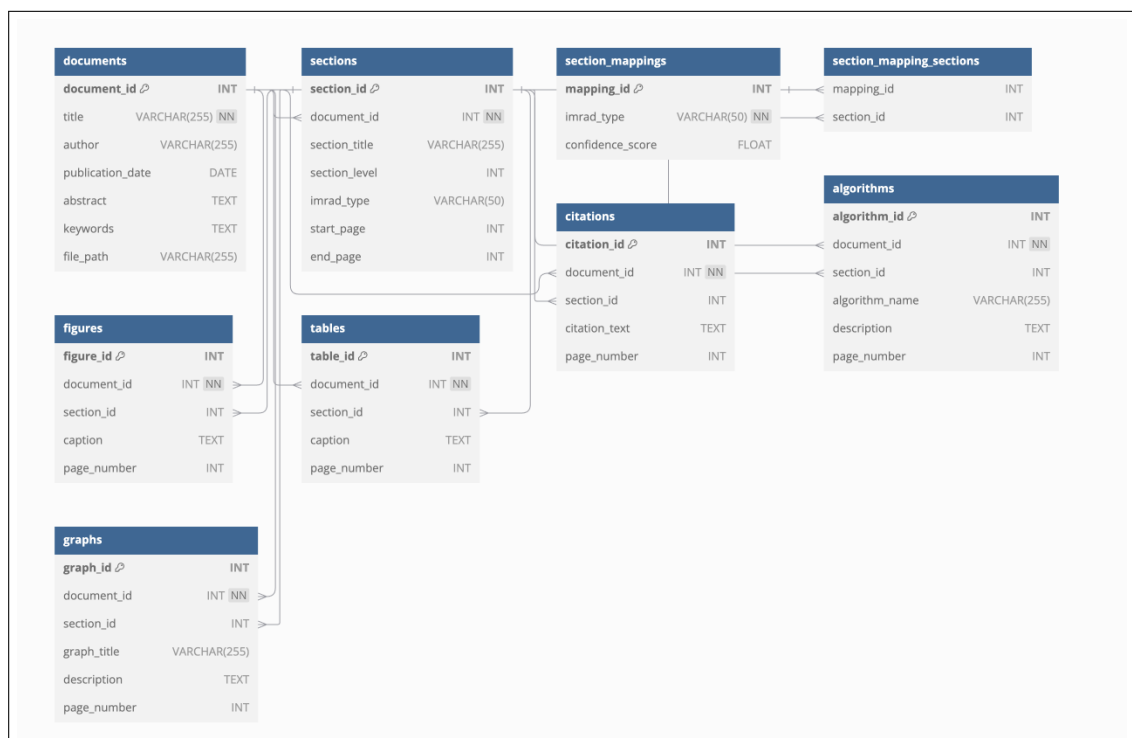 documents
document_id INT
title VARCHAR(255) NN
author VARCHAR(255)
publication_date DATE
abstract TEXT
keywords TEXT
file_path VARCHAR(255)
sections
section_id INT
document_id INT NN
section_title VARCHAR(255)
section_level INT
imrad_type VARCHAR(50)
start_page INT
end_page INT
section_mappings
mapping_id INT
imrad_type VARCHAR(50) NN
confidence_score FLOAT
section_mapping_sections
mapping_id INT
section_id INT
citations
citation_id INT
document_id INT NN
section_id INT
citation_text TEXT
page_number INT
algorithms
algorithm_id INT
document_id INT NN
section_id INT
algorithm_name VARCHAR(255)
description TEXT
page_number INT
figures
figure_id INT
document_id INT NN
section_id INT
caption TEXT
page_number INT
tables
table_id INT
document_id INT NN
section_id INT
caption TEXT
page_number INT
graphs
graph_id INT
document_id INT NN
section_id INT
graph_title VARCHAR(255)
description TEXT
page_number INT